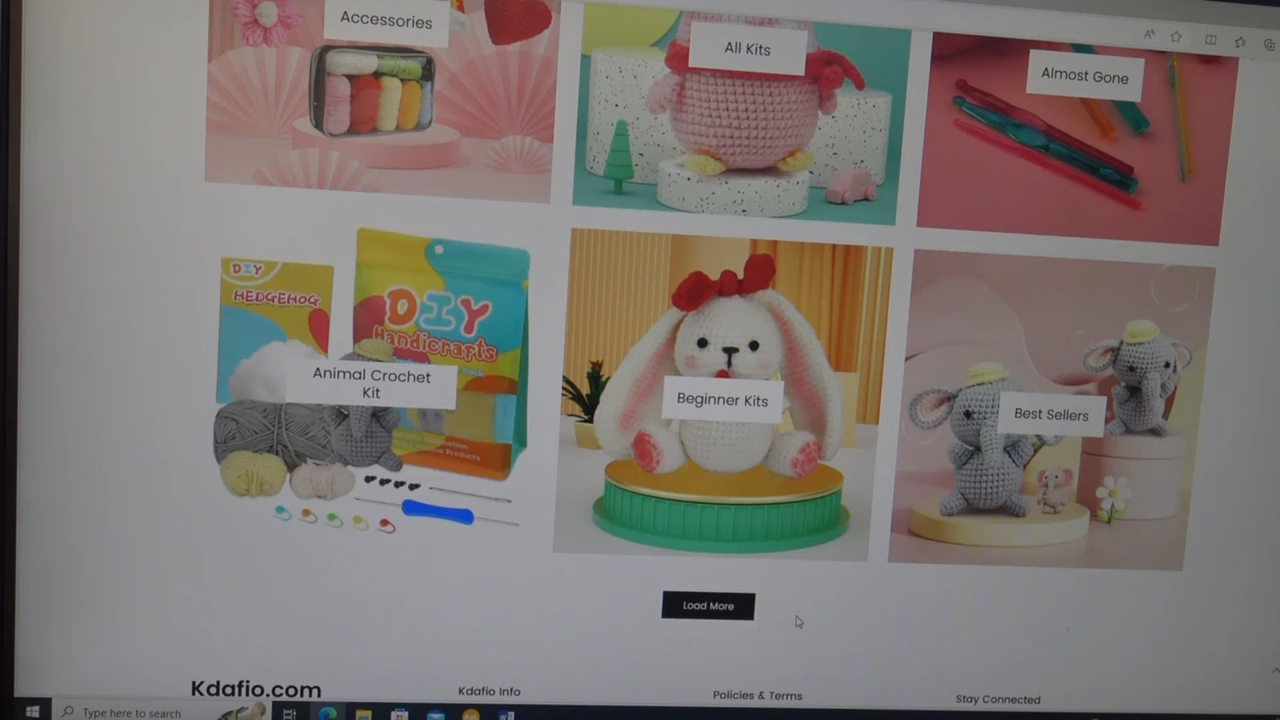 Accessories
All Kits
Almost Gone
DIY
HEDGEHOG
DIY
Handicrafts
Animal Crochet
Kit
Beginner Kits
Best Sellers
Load More
Kdafio.com
Kdafio Info
Policies & Terms
Stay Connected
Type here to search